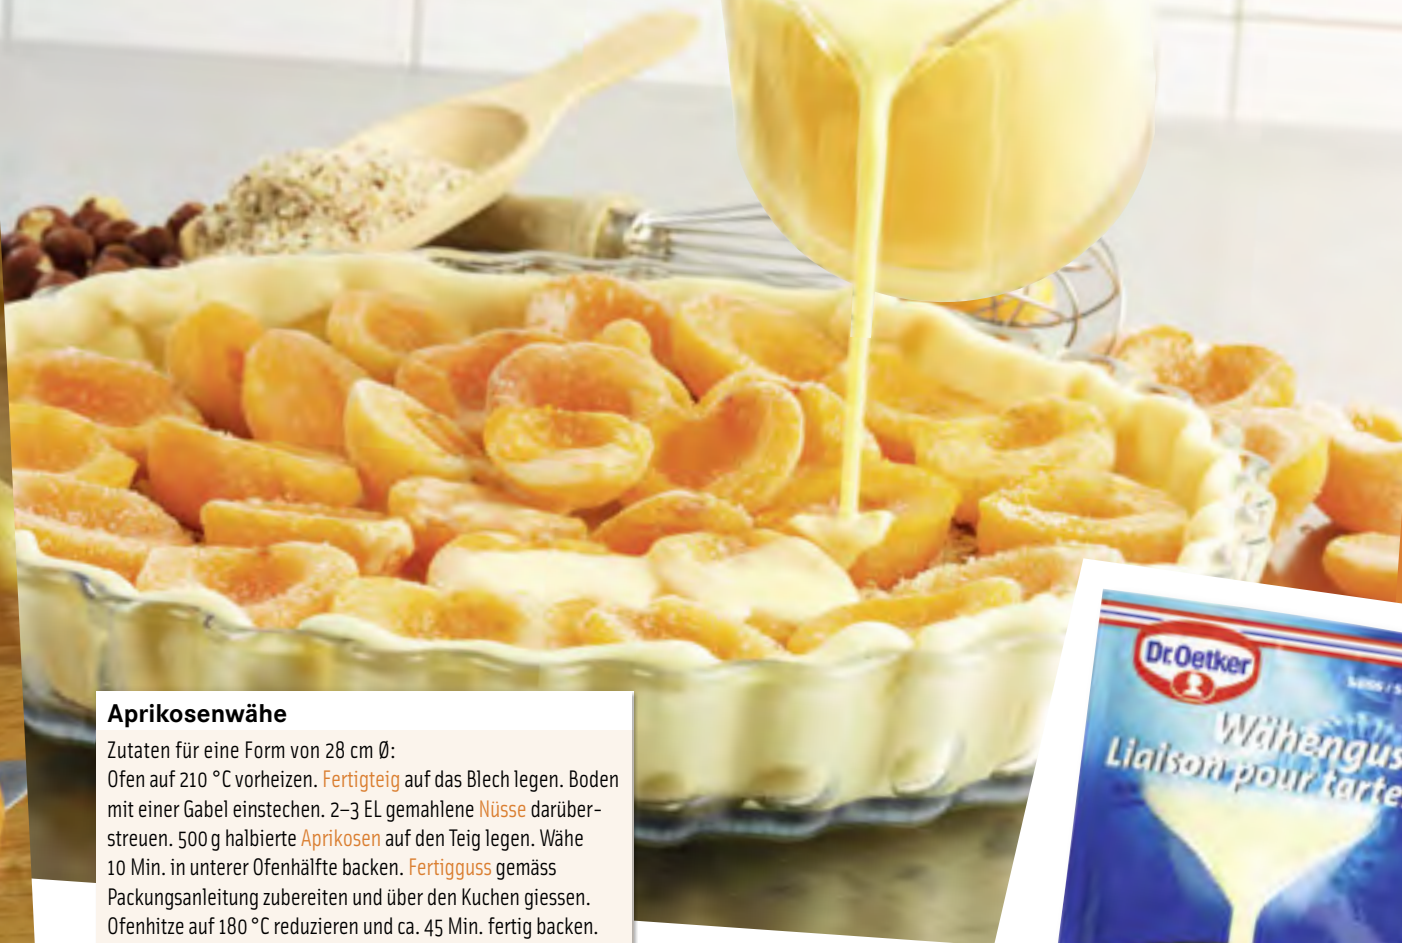 Aprikosenwähe
Zutaten für eine Form von 28 cm Ø:
Ofen auf 210 °C vorheizen. Fertigteig auf das Blech legen. Boden
mit einer Gabel einstechen. 2–3 EL gemahlene Nüsse darüber-
streuen. 500 g halbierte Aprikosen auf den Teig legen. Wähe
10 Min. in unterer Ofenhälfte backen. Fertigguss gemäss
Packungsanleitung zubereiten und über den Kuchen giessen.
Ofenhitze auf 180 °C reduzieren und ca. 45 Min. fertig backen.
Dr. Oetker
Liaison pour